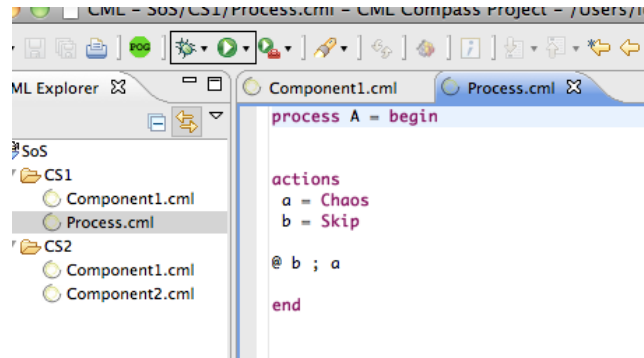 CML - SoS/CS1/Process.cml - CML Compass Project - /Users/
POG
ML Explorer
Component1.cml
Process.cml
SoS
CS1
Component1.cml
Process.cml
CS2
Component1.cml
Component2.cml
process A = begin
actions
a = Chaos
b = Skip
@ b ; a
end